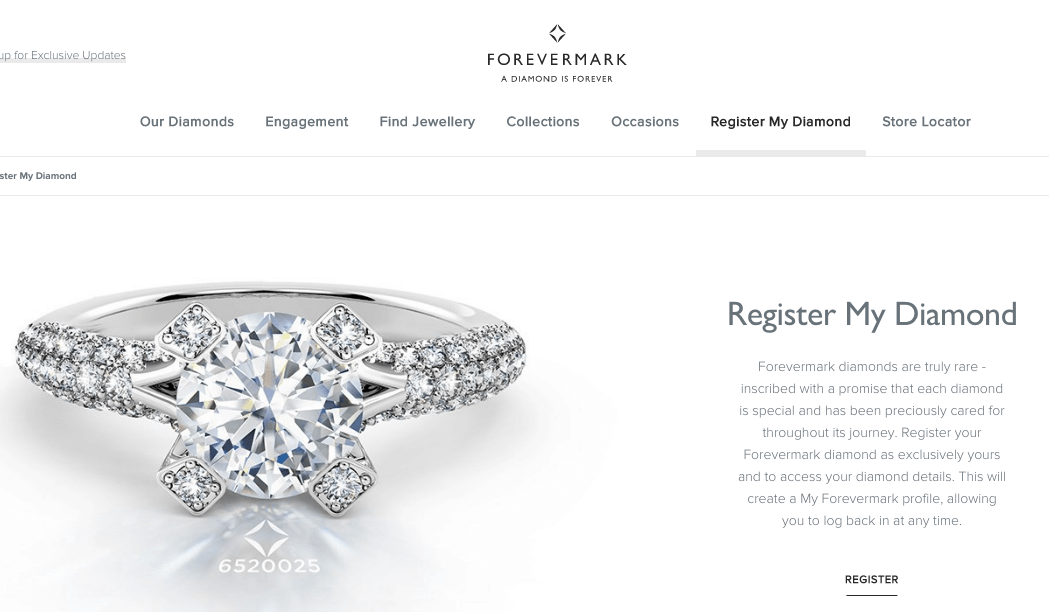 up for Exclusive Updates
FOREVERMARK
A DIAMOND IS FOREVER
Our Diamonds Engagement Find Jewellery Collections Occasions Register My Diamond Store Locator
ster My Diamond
Register My Diamond
Forevermark diamonds are truly rare -
inscribed with a promise that each diamond
is special and has been preciously cared for
throughout its journey. Register your
Forevermark diamond as exclusively yours
and to access your diamond details. This will
create a My Forevermark profile, allowing
you to log back in at any time.
6520025
REGISTER